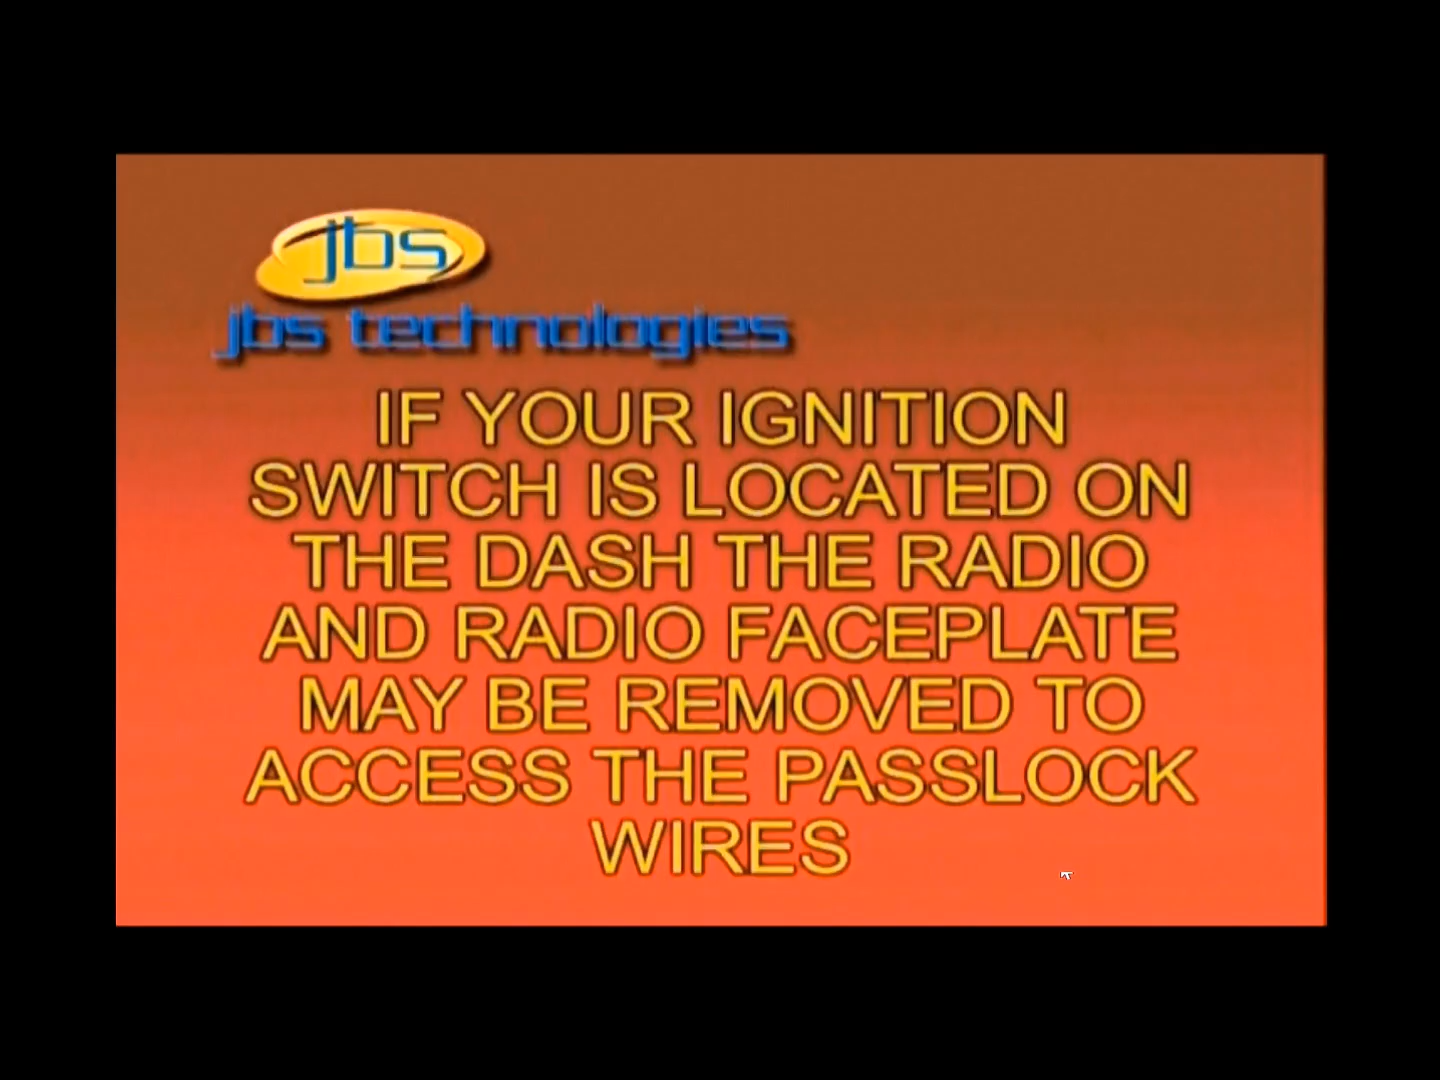 jbs
jbs technologies
IF YOUR IGNITION
SWITCH IS LOCATED ON
THE DASH THE RADIO
AND RADIO FACEPLATE
MAY BE REMOVED TO
ACCESS THE PASSLOCK
WIRES